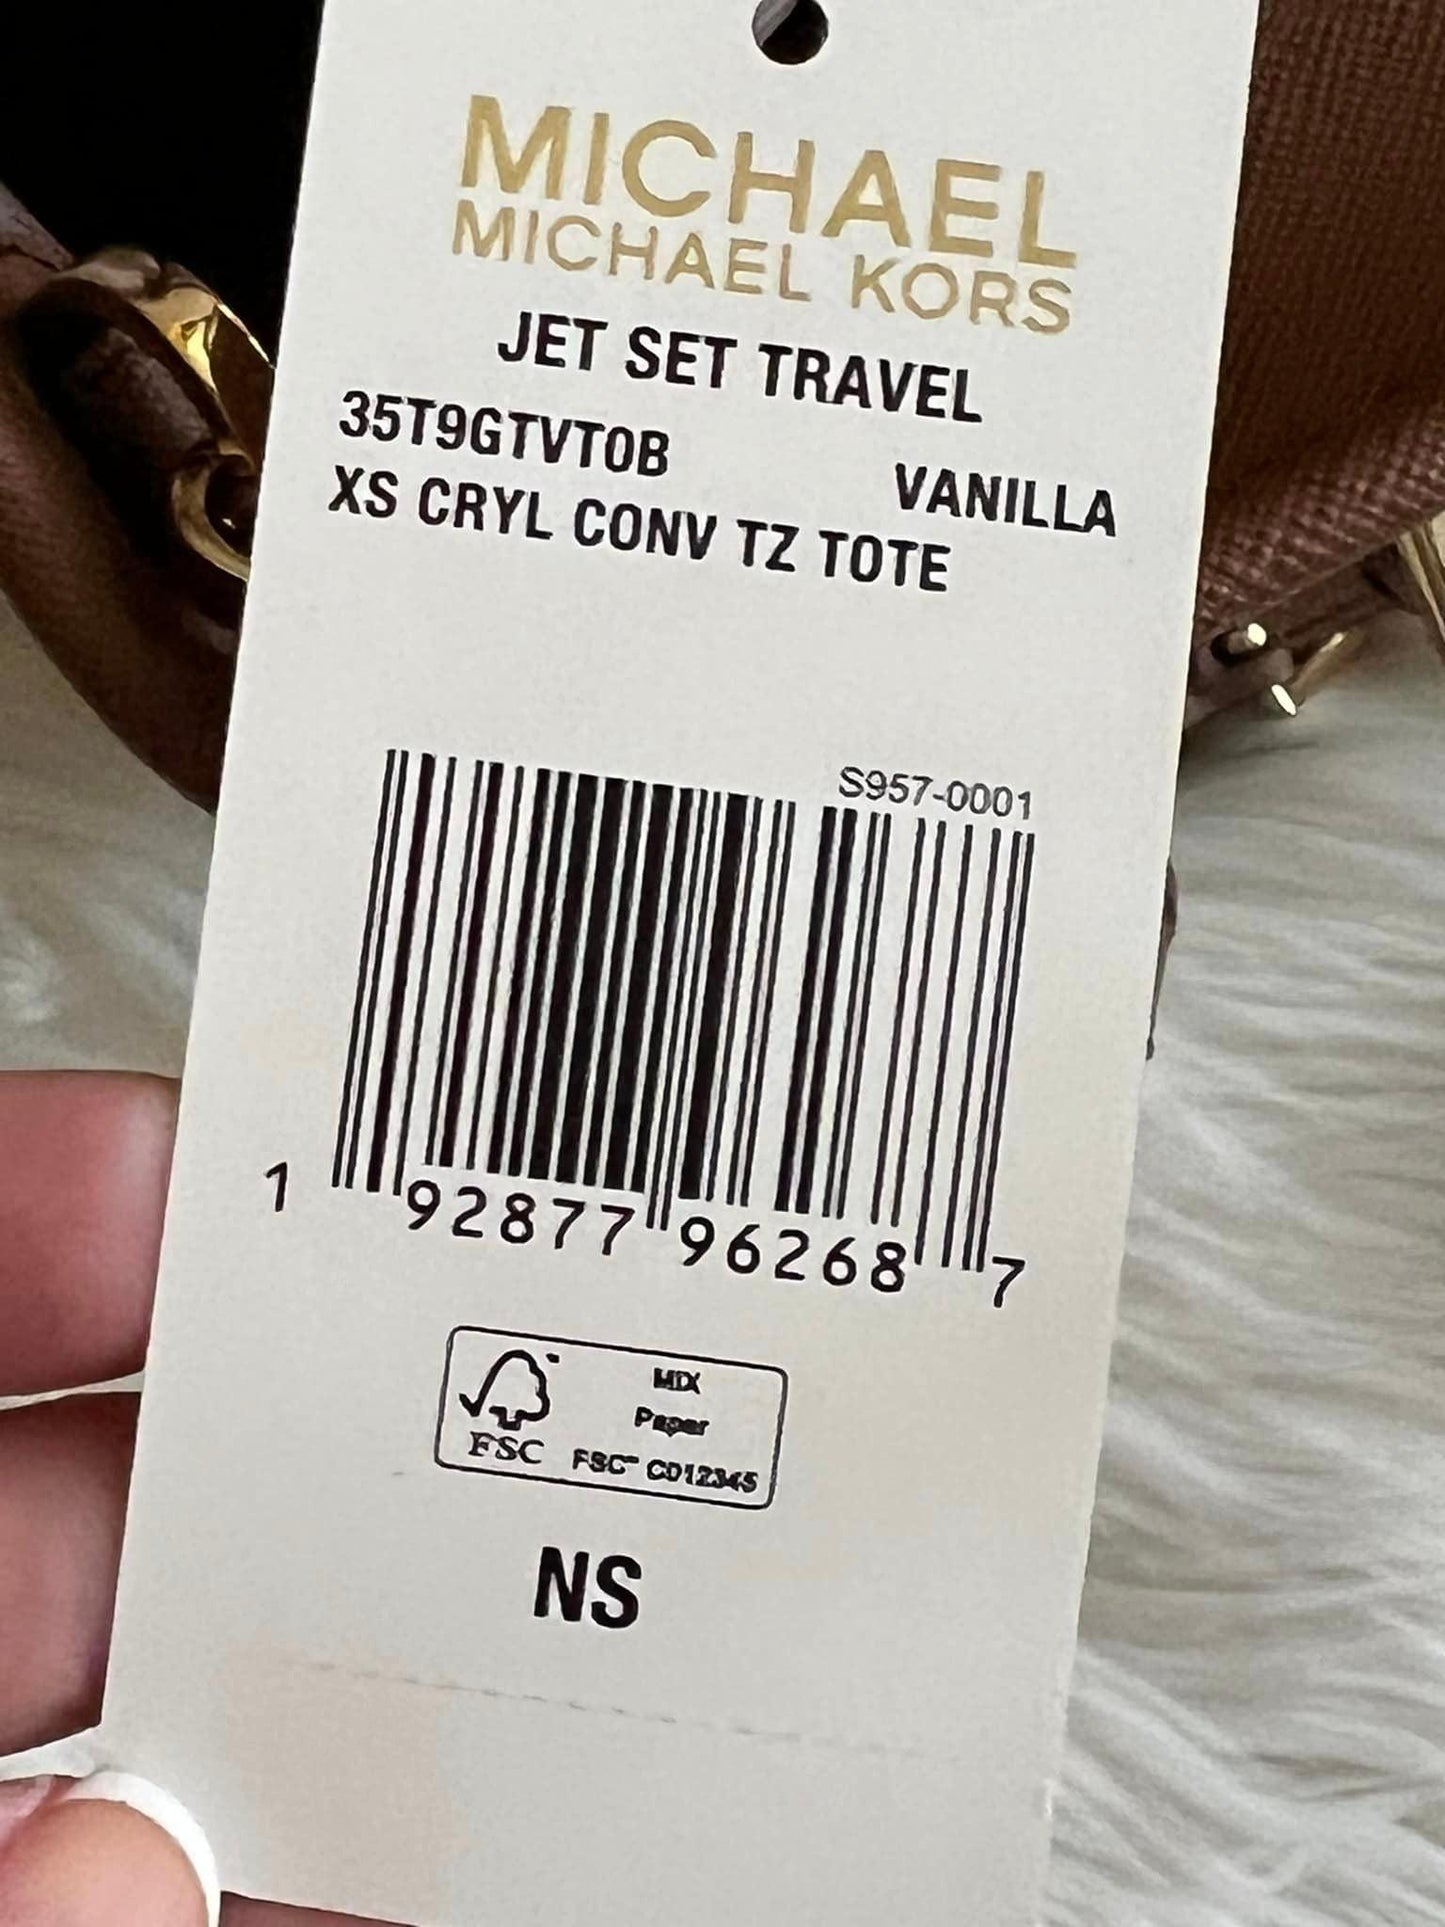 MICHAEL
MICHAEL KORS
JET SET TRAVEL
35T9GTVT0B VANILLA
XS CRYL CONV TZ TOTE
S957-0001
1 92877 96268 7
MIX
Paper
FSC FSC™ C012345
NS